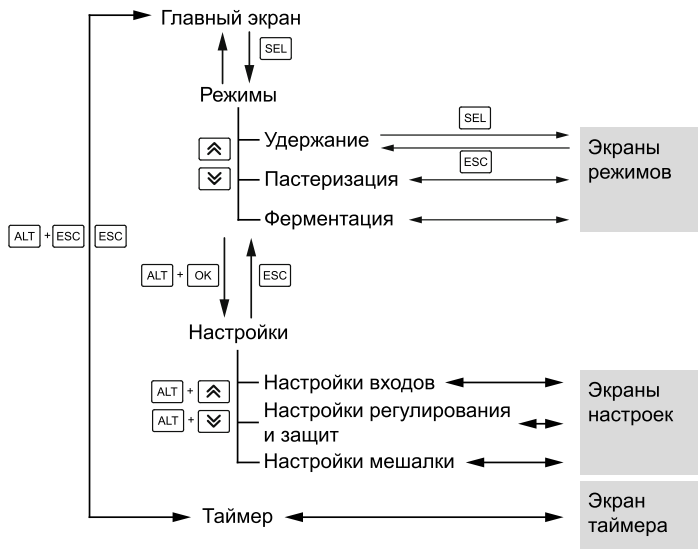 Главный экран
SEL
Режимы
SEL
Удержание
Экраны
режимов
ESC
Пастеризация
Ферментация
ALT + ESC ESC
ALT + OK ESC
Настройки
Настройки входов
ALT +
Экраны
настроек
Настройки регулирования
и защит
ALT +
Настройки мешалки
Экран
таймера
Таймер